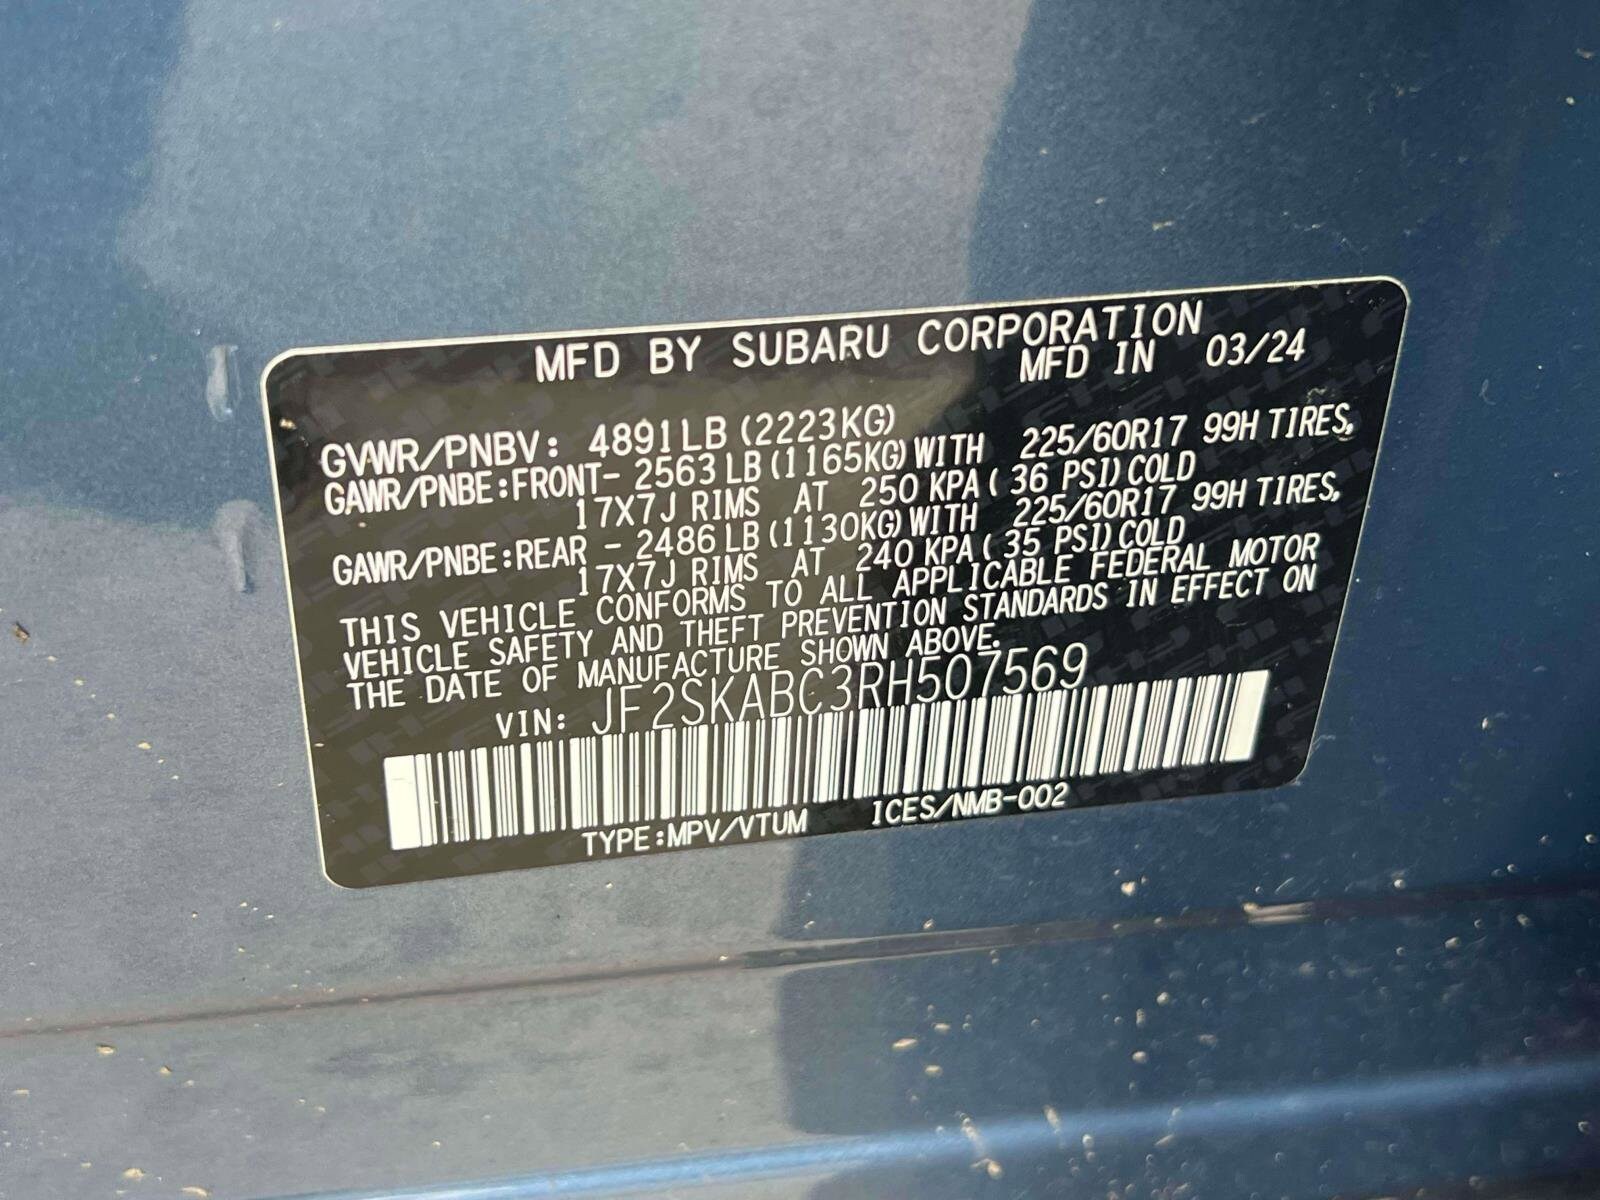 MFD BY SUBARU CORPORATION
MFD IN 03/24
GVWR/PNBV: 4891LB (2223KG)
GAWR/PNBE:FRONT- 2563 LB (1165KG) WITH 225/60R17 99H TIRES,
17X7J RIMS AT 250 KPA ( 36 PSI) COLD
GAWR/PNBE:REAR - 2486 LB (1130KG) WITH 225/60R17 99H TIRES,
17X7J RIMS AT 240 KPA ( 35 PSI) COLD
THIS VEHICLE CONFORMS TO ALL APPLICABLE FEDERAL MOTOR
VEHICLE SAFETY AND THEFT PREVENTION STANDARDS IN EFFECT ON
THE DATE OF MANUFACTURE SHOWN ABOVE.
VIN: JF2SKABC3RH507569
TYPE:MPV/VTUM ICES/NMB-002